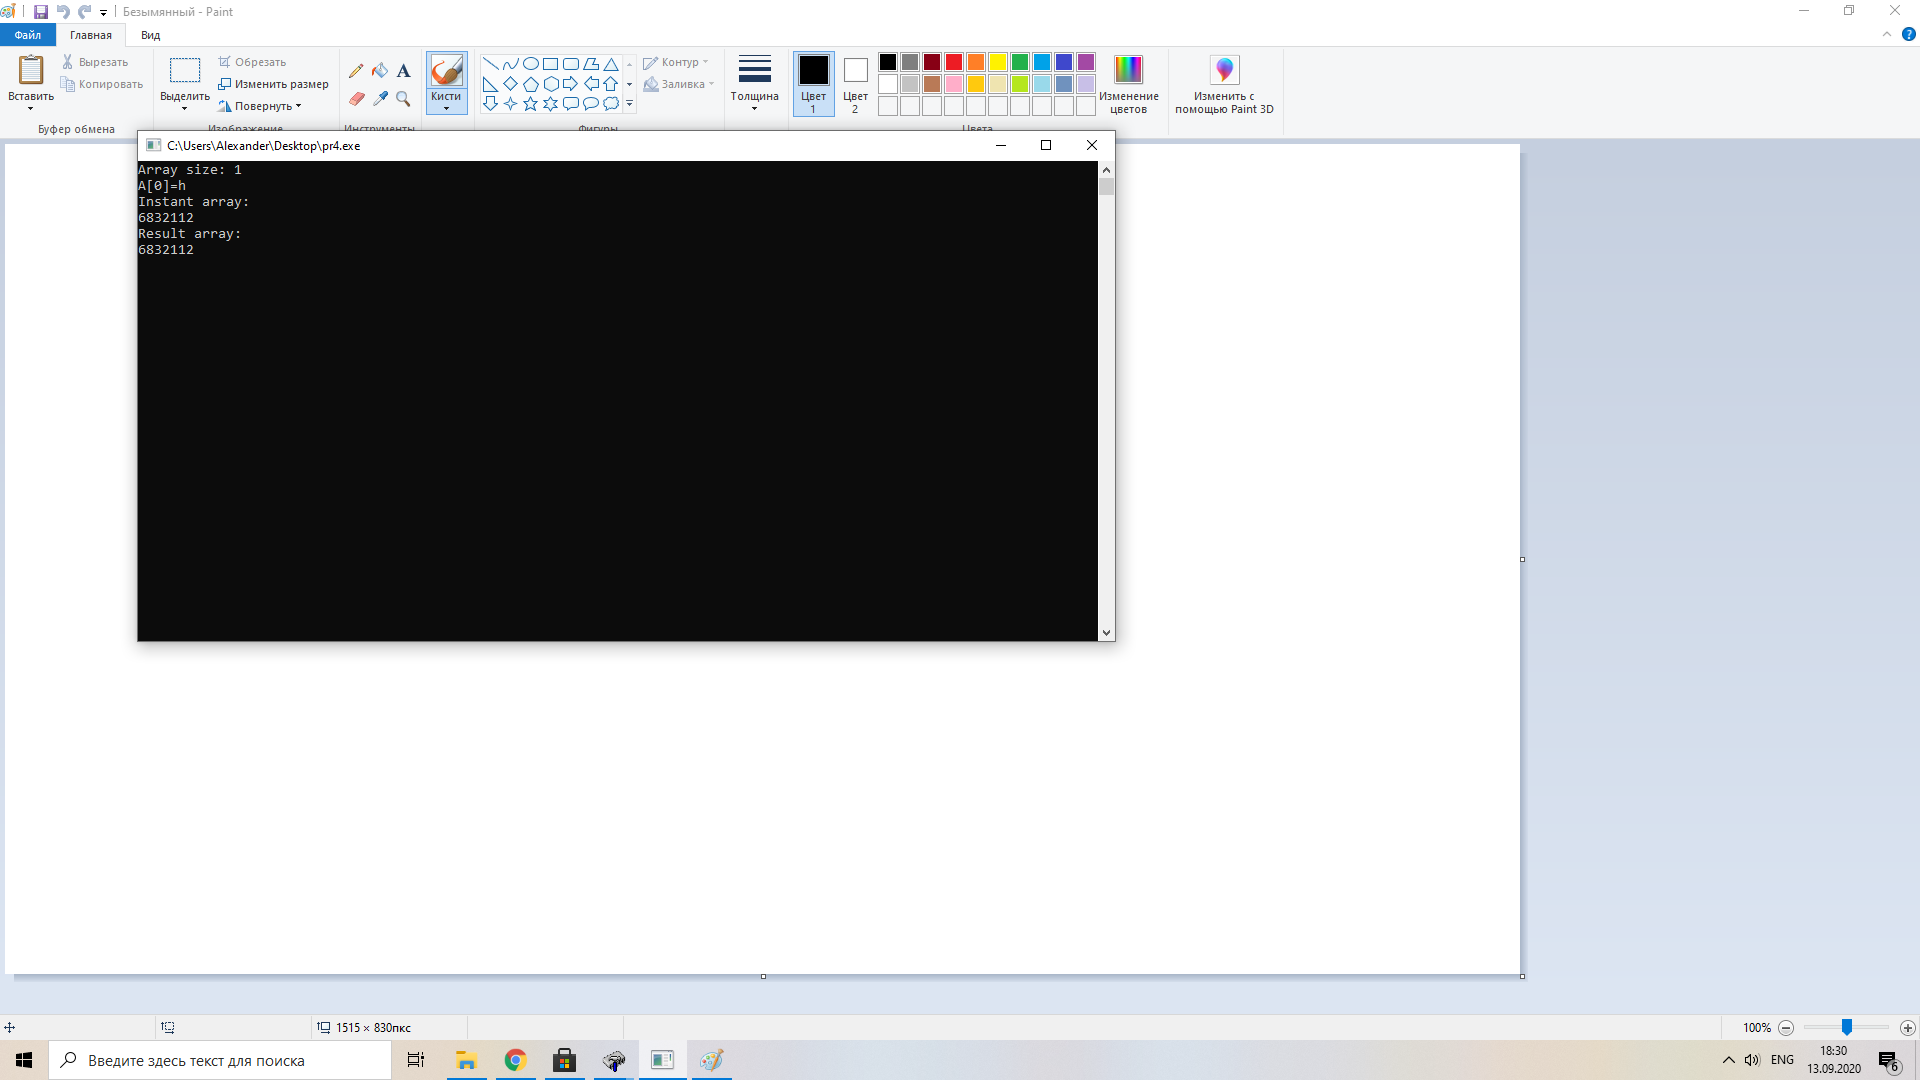 Безымянный - Paint
Файл
Главная
Вид
Вставить
Вырезать
Копировать
Буфер обмена
Выделить
Обрезать
Изменить размер
Повернуть
Изображение
A
Инструменты
Кисти
Фигуры
Контур
Заливка
Толщина
Цвет
1
Цвет
2
Цвета
Изменение
цветов
Изменить с
помощью Paint 3D
?
C:\Users\Alexander\Desktop\pr4.exe
Array size: 1
A[0]=h
Instant array:
6832112
Result array:
6832112
1515 × 830пкс
100%
Введите здесь текст для поиска
ENG
18:30
13.09.2020
6